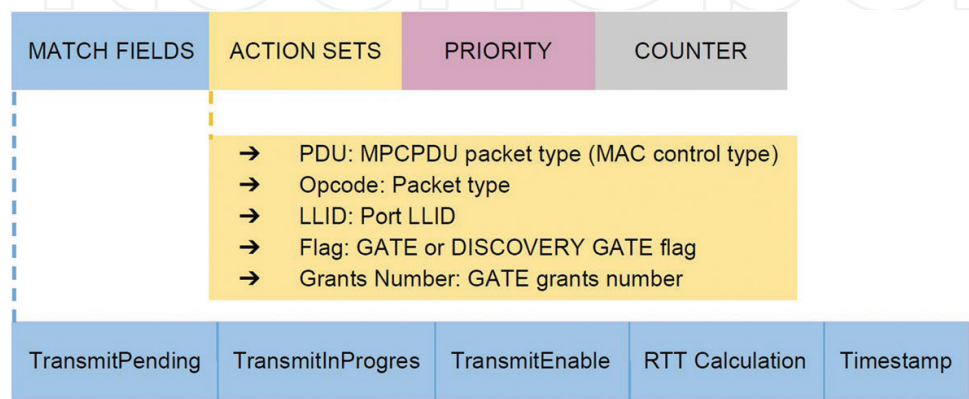 MATCH FIELDS ACTION SETS PRIORITY COUNTER
➔ PDU: MPCPDU packet type (MAC control type)
➔ Opcode: Packet type
➔ LLID: Port LLID
➔ Flag: GATE or DISCOVERY GATE flag
➔ Grants Number: GATE grants number
TransmitPending TransmitInProgres TransmitEnable RTT Calculation Timestamp